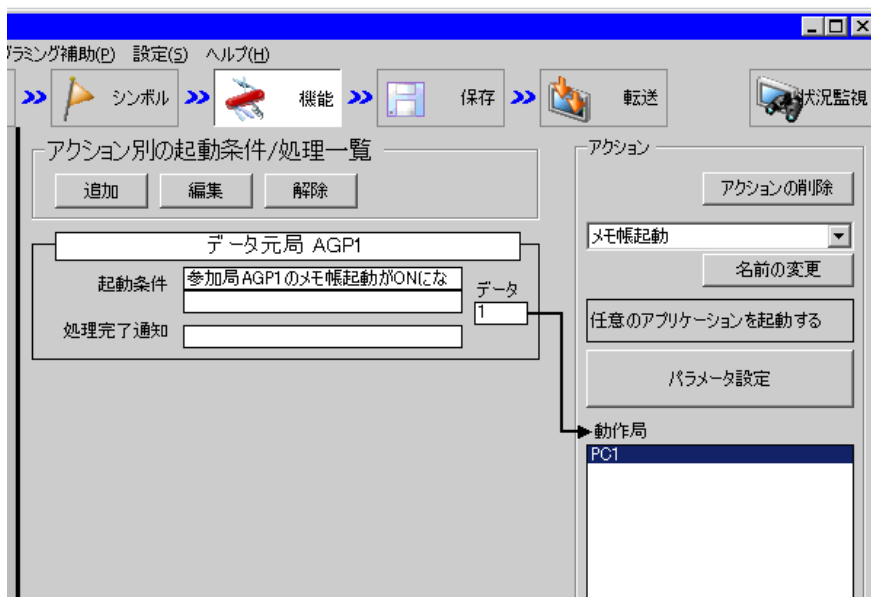 グラミング補助(P) 設定(S) ヘルプ(H)
シンボル 機能 保存 転送 状況監視
アクション別の起動条件/処理一覧
追加 編集 解除
データ元局 AGP1
起動条件
参加局AGP1のメモ帳起動がONにな
データ
1
処理完了通知
アクション
アクションの削除
メモ帳起動
名前の変更
任意のアプリケーションを起動する
パラメータ設定
動作局
PC1